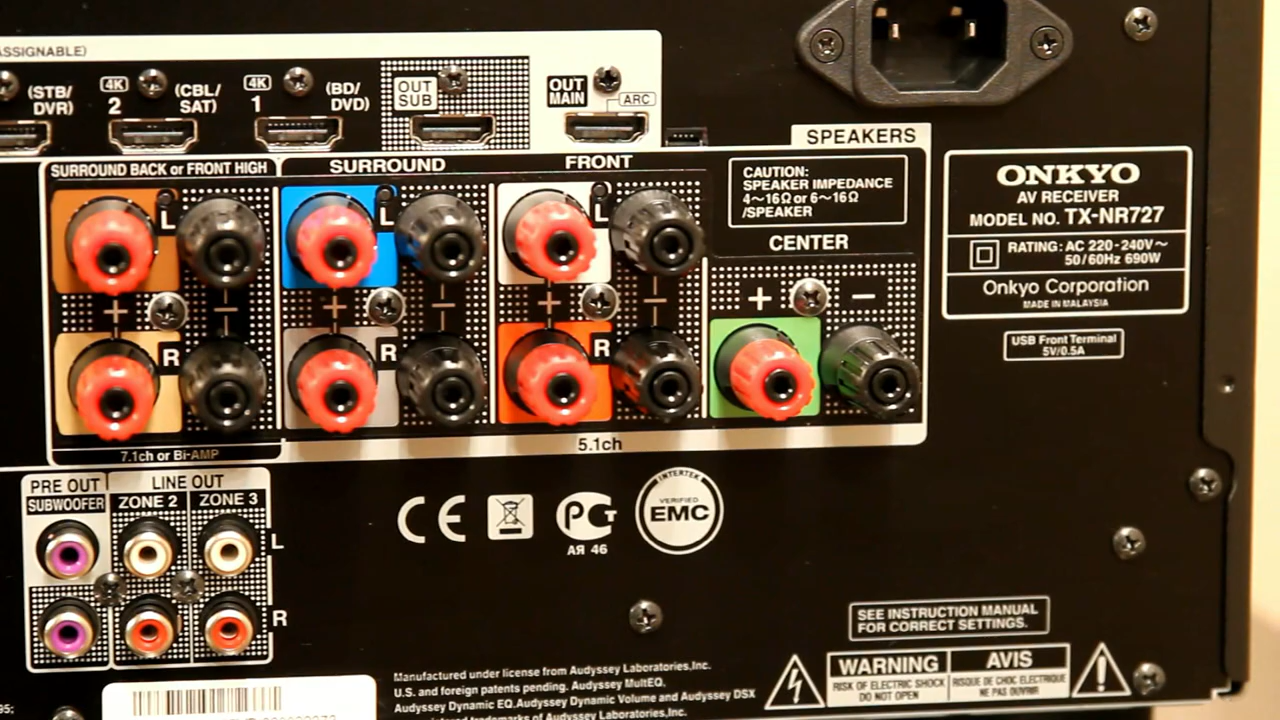 ASSIGNABLE)
(STB/
DVR)
4K
2
(CBL/
SAT)
4K
1
(BD/
DVD)
OUT
SUB
OUT
MAIN
ARC
SPEAKERS
SURROUND BACK or FRONT HIGH
SURROUND
FRONT
L
L
L
CAUTION:
SPEAKER IMPEDANCE
4~16Ω or 6~16Ω
/SPEAKER
CENTER
+ −
+ −
+ −
+ −
R
R
R
7.1ch or Bi-AMP
5.1ch
ONKYO
AV RECEIVER
MODEL NO. TX-NR727
RATING: AC 220-240V~
50/60Hz 690W
Onkyo Corporation
MADE IN MALAYSIA
USB Front Terminal
5V/0.5A
PRE OUT
SUBWOOFER
LINE OUT
ZONE 2
ZONE 3
L
R
CE
PCT
АЯ 46
INTERTEK
VERIFIED
EMC
SEE INSTRUCTION MANUAL
FOR CORRECT SETTINGS.
WARNING
RISK OF ELECTRIC SHOCK
DO NOT OPEN
AVIS
RISQUE DE CHOC ELECTRIQUE
NE PAS OUVRIR
Manufactured under license from Audyssey Laboratories,Inc.
U.S. and foreign patents pending. Audyssey MultEQ,
Audyssey Dynamic EQ,Audyssey Dynamic Volume and Audyssey DSX
trademarks of Audyssey Laboratories,Inc.
95: